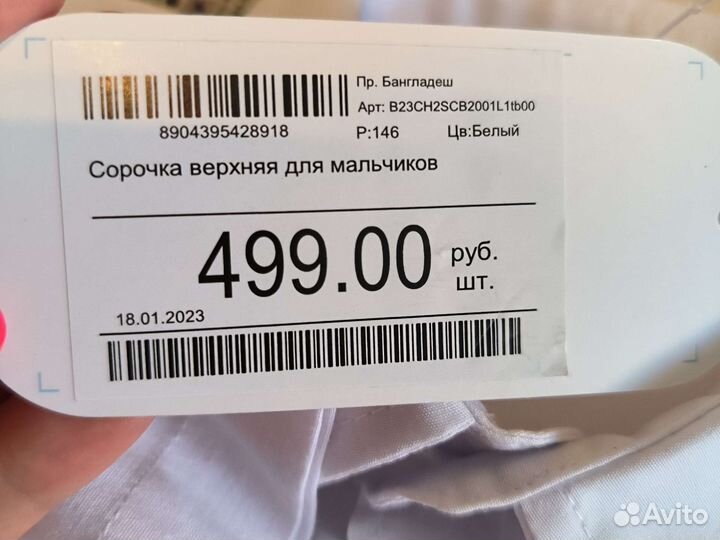 Пр. Бангладеш
Арт: B23CH2SCB2001L1tb00
8904395428918
Р:146 Цв:Белый
Сорочка верхняя для мальчиков
499.00 руб.
шт.
18.01.2023
Avito